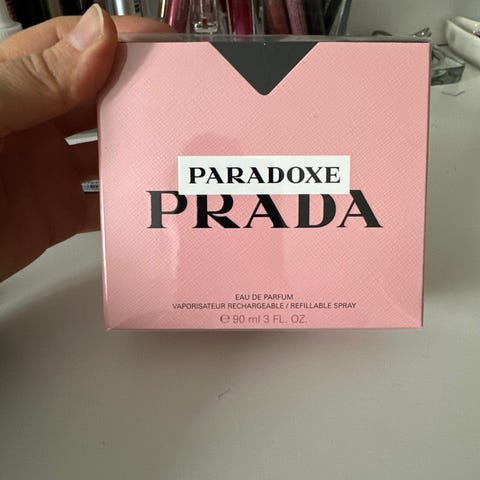 PARADOXE
PRADA
EAU DE PARFUM
VAPORISATEUR RECHARGEABLE / REFILLABLE SPRAY
℮ 90 ml 3 FL. OZ.